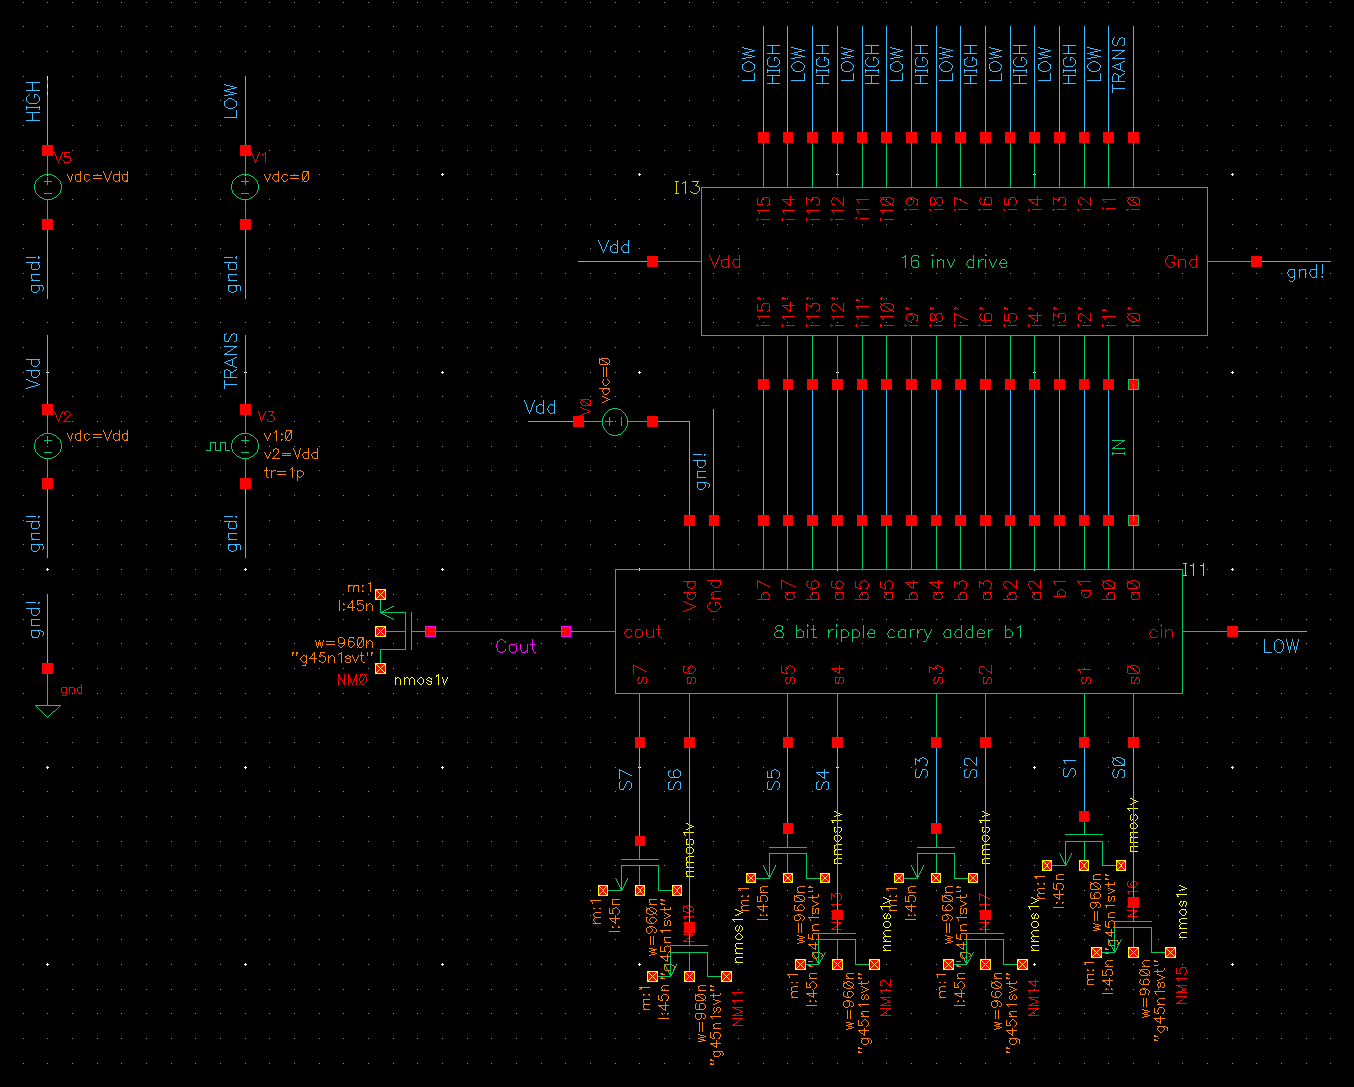 LOW
HIGH
LOW
HIGH
LOW
HIGH
LOW
HIGH
LOW
HIGH
LOW
HIGH
LOW
HIGH
LOW
TRANS
HIGH
V5
vdc=Vdd
gnd!
LOW
V1
vdc=0
gnd!
I13
i15 i14 i13 i12 i11 i10 i9 i8 i7 i6 i5 i4 i3 i2 i1 i0
Vdd
Vdd
16 inv drive
Gnd
gnd!
i15' i14' i13' i12' i11' i10' i9' i8' i7' i6' i5' i4' i3' i2' i1' i0'
Vdd
V2
vdc=Vdd
gnd!
TRANS
V3
v1:0
v2=Vdd
tr=1p
gnd!
Vdd
V0
vdc=0
gnd!
IN
gnd!
gnd
I11
Vdd Gnd b7 a7 b6 a6 b5 a5 b4 a4 b3 a3 b2 a2 b1 a1 b0 a0
cout
8 bit ripple carry adder b1
cin
LOW
s7 s6 s5 s4 s3 s2 s1 s0
m:1
l:45n
w=960n
"g45n1svt"
NM0
nmos1v
Cout
S7
S6
S5
S4
S3
S2
S1
S0
nmos1v
nmos1v
nmos1v
nmos1v
m:1
l:45n
w=960n
"g45n1svt"
m:1
l:45n
w=960n
"g45n1svt"
m:1
l:45n
w=960n
"g45n1svt"
m:1
l:45n
w=960n
"g45n1svt"
NM17
NM16
nmos1v
nmos1v
nmos1v
nmos1v
m:1
l:45n
w=960n
"g45n1svt"
NM11
m:1
l:45n
w=960n
"g45n1svt"
NM12
m:1
l:45n
w=960n
"g45n1svt"
NM14
m:1
l:45n
w=960n
"g45n1svt"
NM15